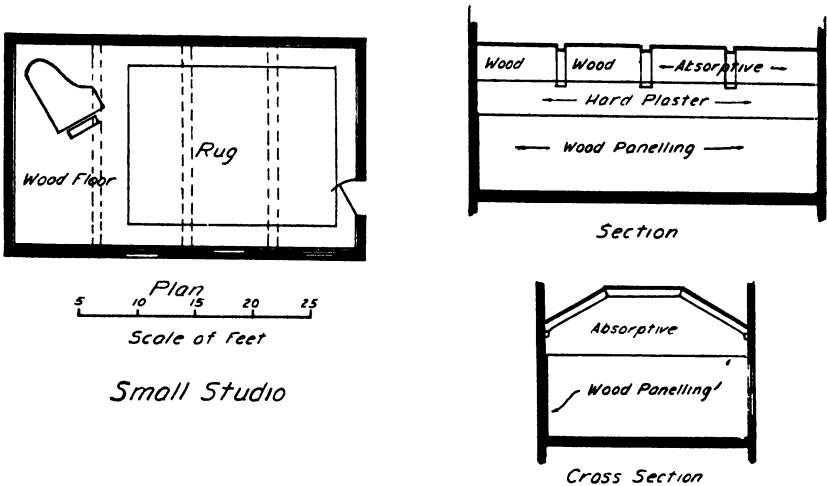 Rug
Wood Floor
Plan
5 10 15 20 25
Scale of Feet
Small Studio
Wood Wood Absorptive
Hard Plaster
Wood Panelling
Section
Absorptive
Wood Panelling
Cross Section